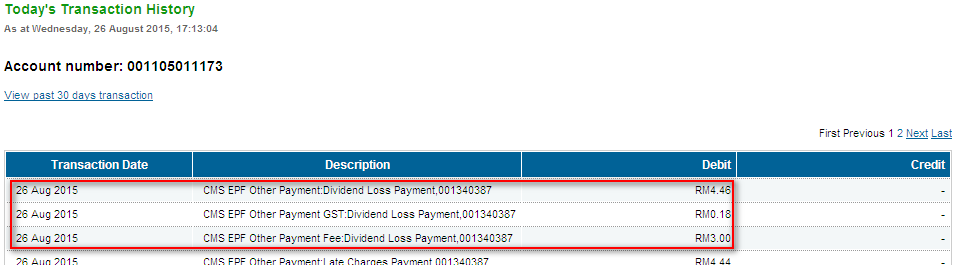 Today's Transaction History
As at Wednesday, 26 August 2015, 17:13:04
Account number: 001105011173
View past 30 days transaction
First Previous 1 2 Next Last
Transaction Date Description Debit Credit
26 Aug 2015 CMS EPF Other Payment:Dividend Loss Payment,001340387 RM4.46 -
26 Aug 2015 CMS EPF Other Payment GST:Dividend Loss Payment,001340387 RM0.18 -
26 Aug 2015 CMS EPF Other Payment Fee:Dividend Loss Payment,001340387 RM3.00 -
26 Aug 2015 CMS EPF Other Payment:Late Charges Payment,001340387 RM4.44 -